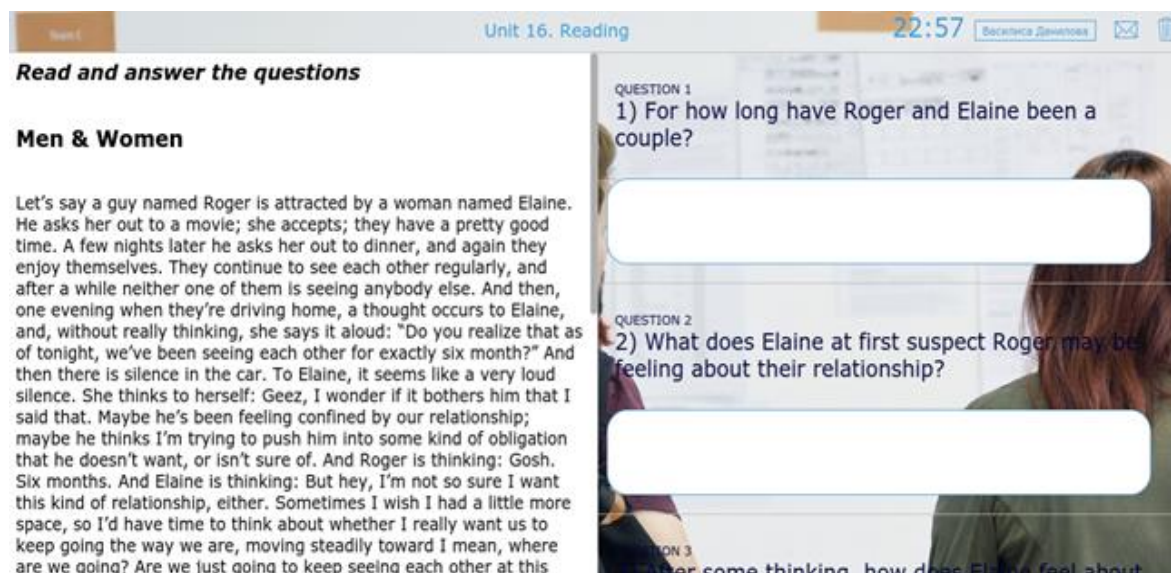 Team C
Unit 16. Reading
22:57
Василиса Данилова
Read and answer the questions
Men & Women
Let's say a guy named Roger is attracted by a woman named Elaine.
He asks her out to a movie; she accepts; they have a pretty good
time. A few nights later he asks her out to dinner, and again they
enjoy themselves. They continue to see each other regularly, and
after a while neither one of them is seeing anybody else. And then,
one evening when they're driving home, a thought occurs to Elaine,
and, without really thinking, she says it aloud: "Do you realize that as
of tonight, we've been seeing each other for exactly six month?" And
then there is silence in the car. To Elaine, it seems like a very loud
silence. She thinks to herself: Geez, I wonder if it bothers him that I
said that. Maybe he's been feeling confined by our relationship;
maybe he thinks I'm trying to push him into some kind of obligation
that he doesn't want, or isn't sure of. And Roger is thinking: Gosh.
Six months. And Elaine is thinking: But hey, I'm not so sure I want
this kind of relationship, either. Sometimes I wish I had a little more
space, so I'd have time to think about whether I really want us to
keep going the way we are, moving steadily toward I mean, where
are we going? Are we just going to keep seeing each other at this
QUESTION 1
1) For how long have Roger and Elaine been a
couple?
QUESTION 2
2) What does Elaine at first suspect Roger may be
feeling about their relationship?
QUESTION 3
After some thinking, how does Elaine feel about